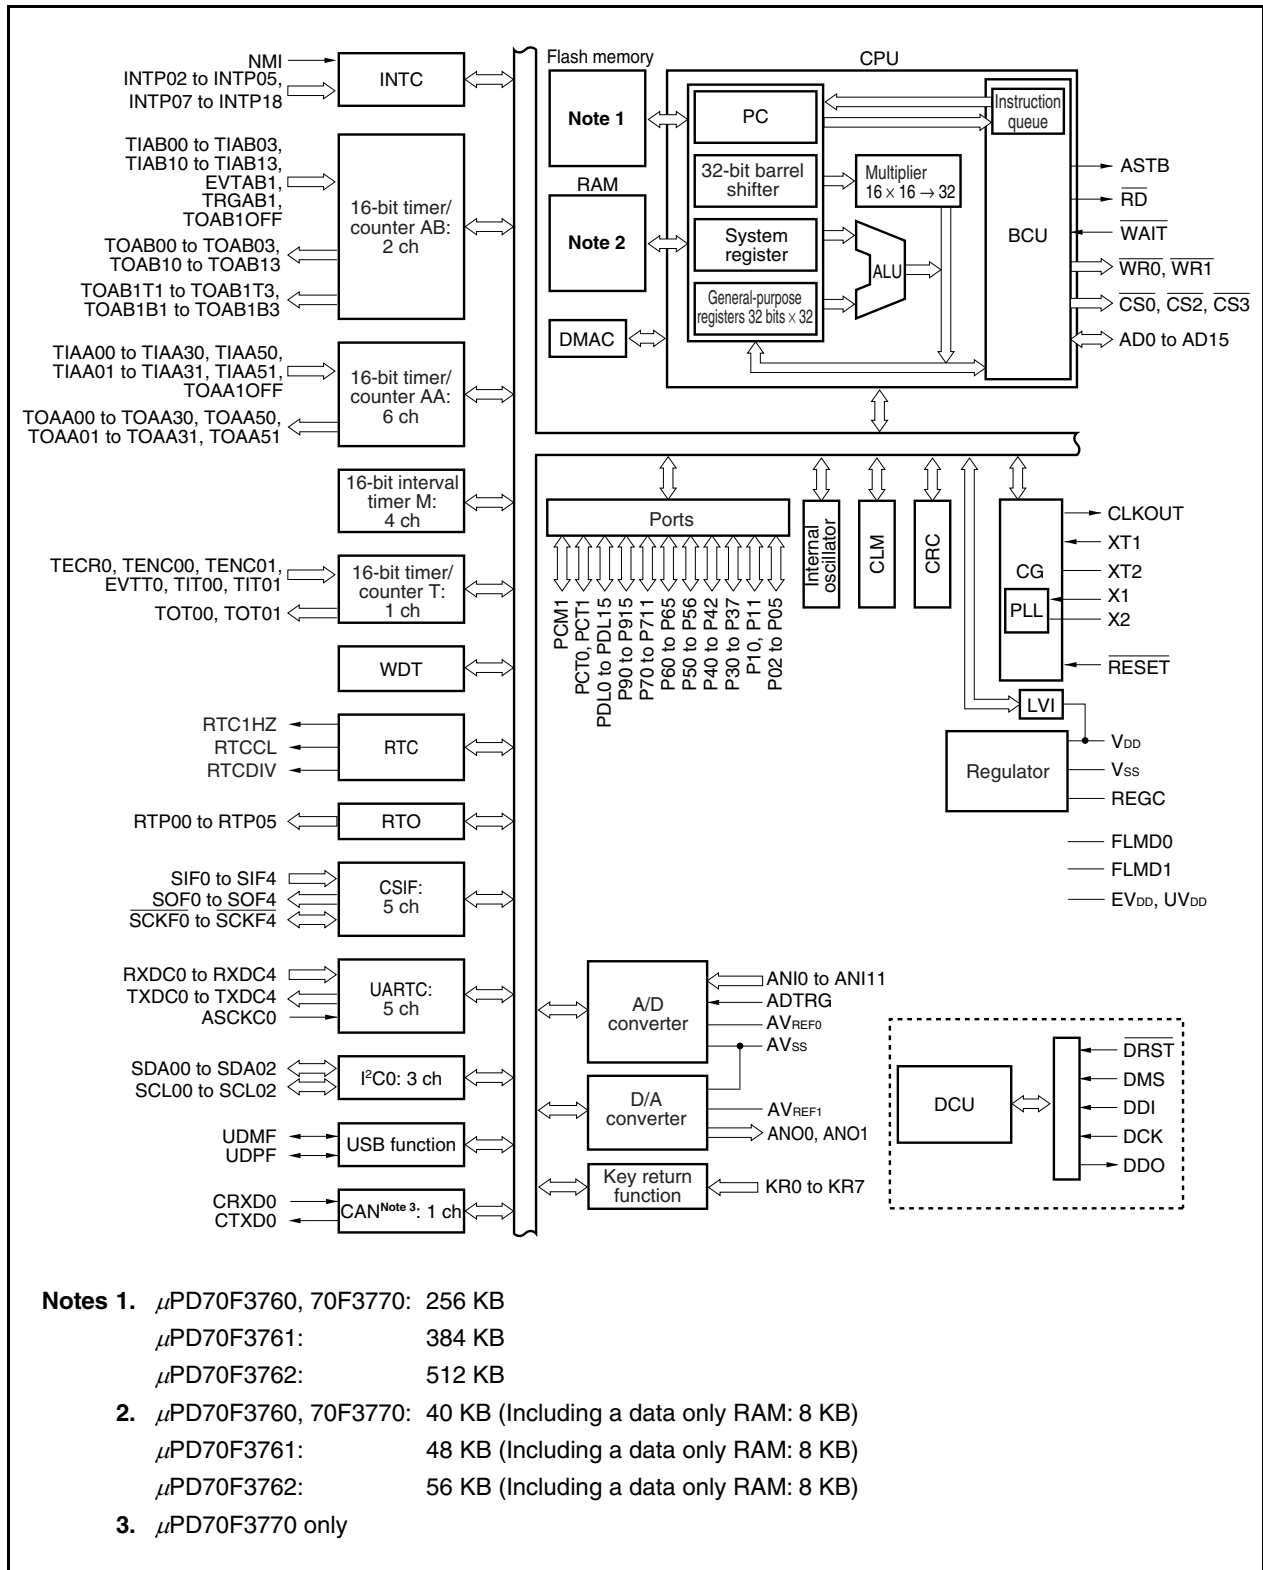 NMI
INTP02 to INTP05,
INTP07 to INTP18
INTC
TIAB00 to TIAB03,
TIAB10 to TIAB13,
EVTAB1,
TRGAB1,
TOAB1OFF
TOAB00 to TOAB03,
TOAB10 to TOAB13
TOAB1T1 to TOAB1T3,
TOAB1B1 to TOAB1B3
16-bit timer/
counter AB:
2 ch
TIAA00 to TIAA30, TIAA50,
TIAA01 to TIAA31, TIAA51,
TOAA1OFF
TOAA00 to TOAA30, TOAA50,
TOAA01 to TOAA31, TOAA51
16-bit timer/
counter AA:
6 ch
16-bit interval
timer M:
4 ch
TECR0, TENC00, TENC01,
EVTT0, TIT00, TIT01
TOT00, TOT01
16-bit timer/
counter T:
1 ch
WDT
RTC1HZ
RTCCL
RTCDIV
RTC
RTP00 to RTP05
RTO
SIF0 to SIF4
SOF0 to SOF4
SCKF0 to SCKF4
CSIF:
5 ch
RXDC0 to RXDC4
TXDC0 to TXDC4
ASCKC0
UARTC:
5 ch
SDA00 to SDA02
SCL00 to SCL02
I²C0: 3 ch
UDMF
UDPF
USB function
CRXD0
CTXD0
CAN Note 3: 1 ch
Flash memory
Note 1
RAM
Note 2
DMAC
CPU
PC
32-bit barrel
shifter
System
register
General-purpose
registers 32 bits × 32
Multiplier
16 × 16 → 32
ALU
Instruction
queue
BCU
ASTB
RD
WAIT
WR0, WR1
CS0, CS2, CS3
AD0 to AD15
Ports
PCM1
PCT0, PCT1
PDL0 to PDL15
P90 to P915
P70 to P711
P60 to P65
P50 to P56
P40 to P42
P30 to P37
P10, P11
P02 to P05
Internal
oscillator
CLM
CRC
CG
PLL
CLKOUT
XT1
XT2
X1
X2
RESET
LVI
Regulator
VDD
VSS
REGC
FLMD0
FLMD1
EVDD, UVDD
A/D
converter
ANI0 to ANI11
ADTRG
AVREF0
AVSS
D/A
converter
AVREF1
ANO0, ANO1
Key return
function
KR0 to KR7
DCU
DRST
DMS
DDI
DCK
DDO
Notes 1. μPD70F3760, 70F3770: 256 KB
μPD70F3761: 384 KB
μPD70F3762: 512 KB
2. μPD70F3760, 70F3770: 40 KB (Including a data only RAM: 8 KB)
μPD70F3761: 48 KB (Including a data only RAM: 8 KB)
μPD70F3762: 56 KB (Including a data only RAM: 8 KB)
3. μPD70F3770 only